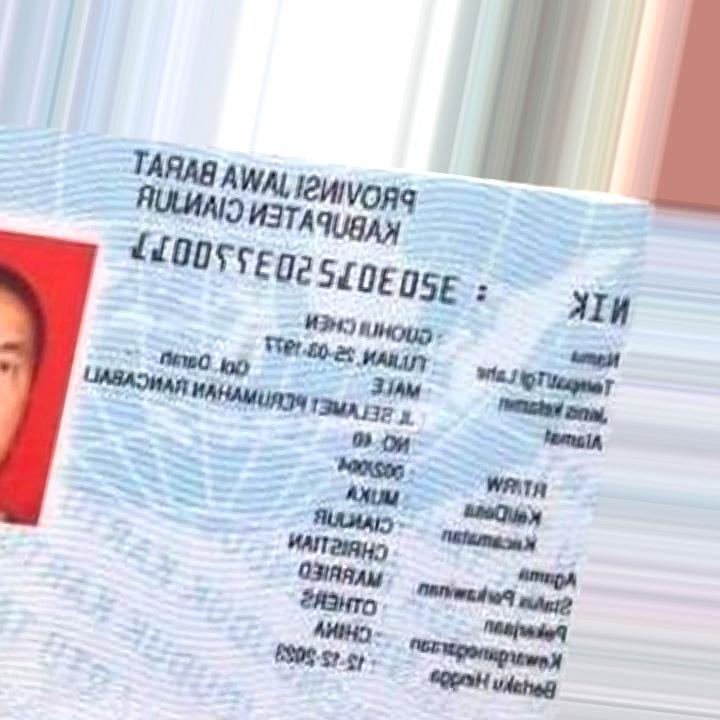 PROVINSI JAWA BARAT
KABUPATEN CIANJUR
NIK : 3203012503770011
Nama : GUOHUI CHEN
Tempat/Tgl Lahir FUJIAN, 25-03-1977
Jenis kelamin MALE Gol. Darah
Alamat JL SELAMET PERUMAHAN RANCABALI
NO 40
RT/RW 002/004
Kel/Desa MUKA
Kecamatan CIANJUR
Agama CHRISTIAN
Status Perkawinan MARRIED
Pekerjaan OTHERS
Kewarganegaraan : CHINA
Berlaku Hingga : 12-12-2023